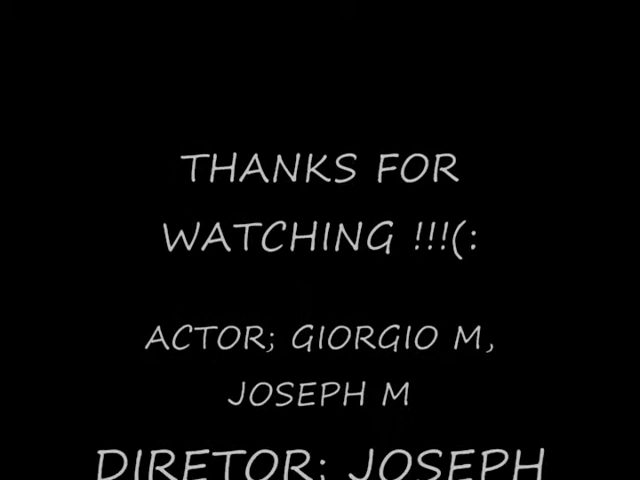 THANKS FOR
WATCHING !!!(:
ACTOR; GIORGIO M,
JOSEPH M
DIRETOR; JOSEPH